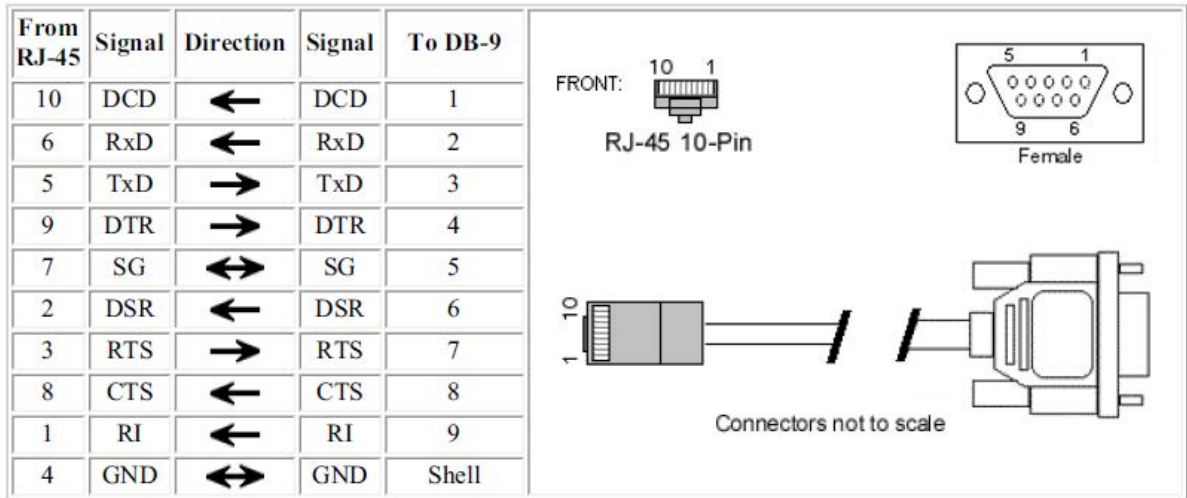 From RJ-45 Signal Direction Signal To DB-9
10 DCD ← DCD 1
6 RxD ← RxD 2
5 TxD → TxD 3
9 DTR → DTR 4
7 SG ↔ SG 5
2 DSR ← DSR 6
3 RTS → RTS 7
8 CTS ← CTS 8
1 RI ← RI 9
4 GND ↔ GND Shell
FRONT:
10 1
RJ-45 10-Pin
5 1
9 6
Female
10
1
Connectors not to scale